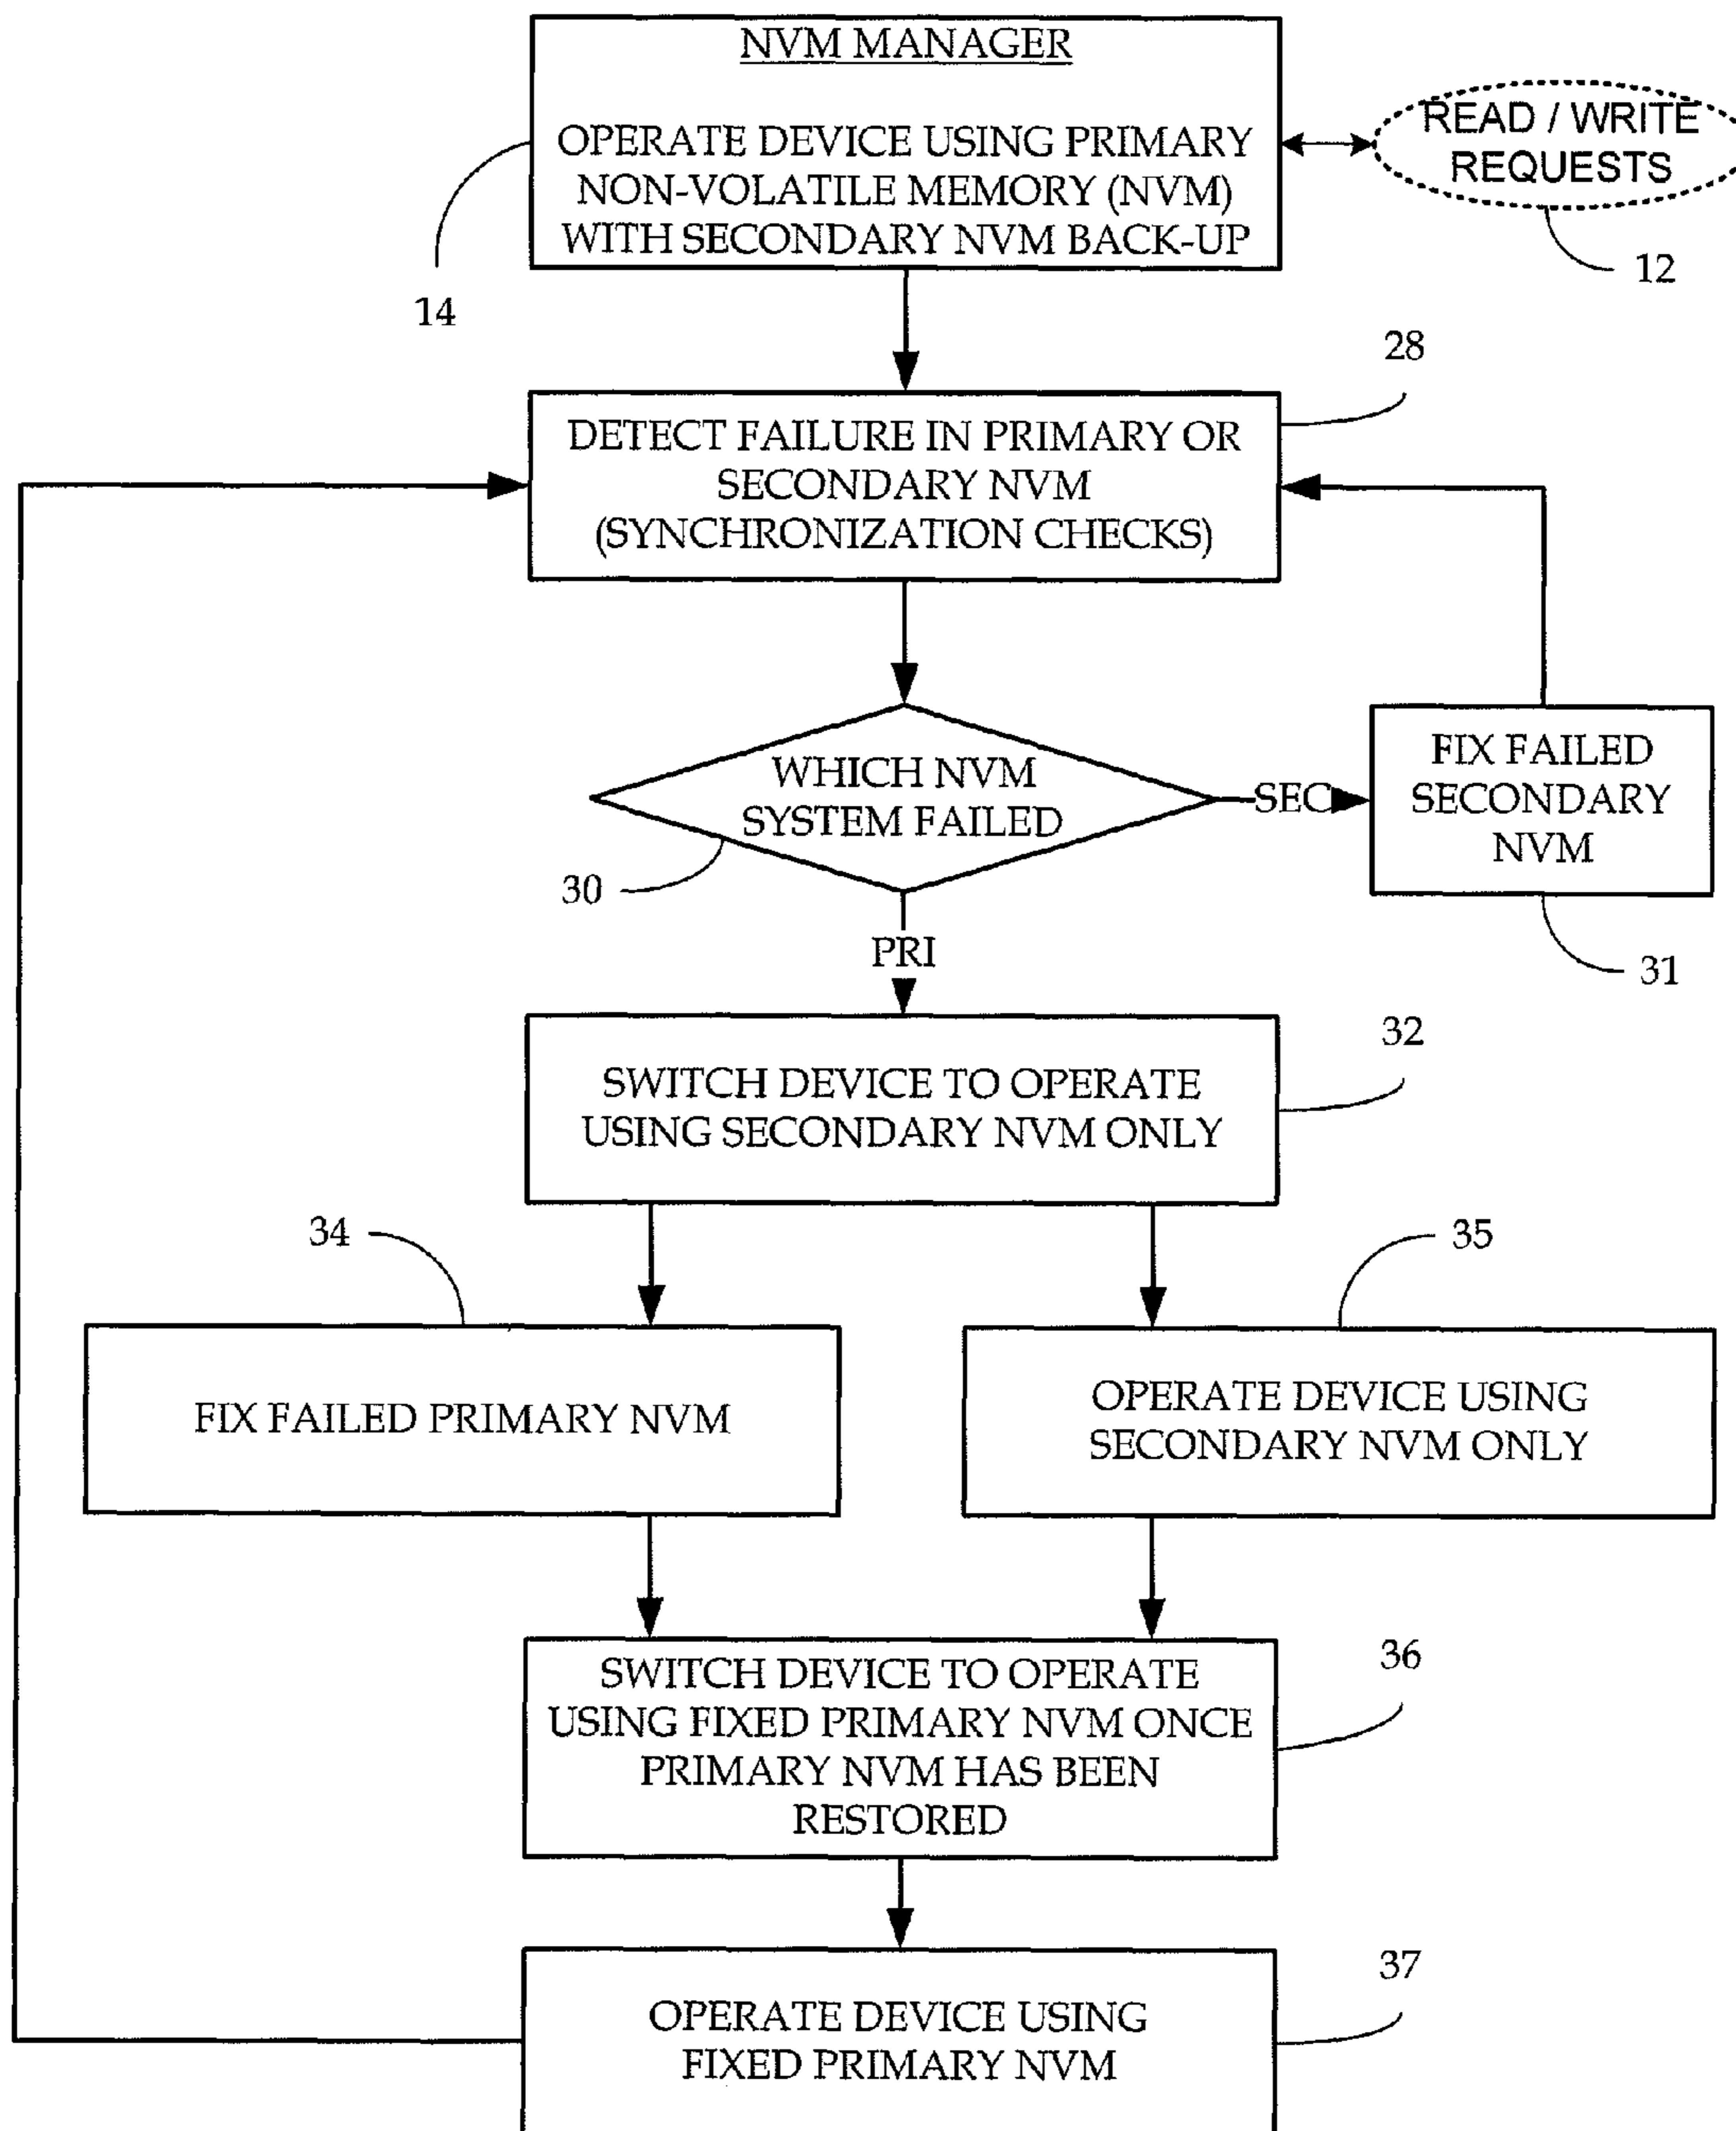 NVM MANAGER
OPERATE DEVICE USING PRIMARY
NON-VOLATILE MEMORY (NVM)
WITH SECONDARY NVM BACK-UP
READ / WRITE
REQUESTS
14
12
28
DETECT FAILURE IN PRIMARY OR
SECONDARY NVM
(SYNCHRONIZATION CHECKS)
WHICH NVM
SYSTEM FAILED
SEC
FIX FAILED
SECONDARY
NVM
30
PRI
31
32
SWITCH DEVICE TO OPERATE
USING SECONDARY NVM ONLY
34
35
FIX FAILED PRIMARY NVM
OPERATE DEVICE USING
SECONDARY NVM ONLY
36
SWITCH DEVICE TO OPERATE
USING FIXED PRIMARY NVM ONCE
PRIMARY NVM HAS BEEN
RESTORED
37
OPERATE DEVICE USING
FIXED PRIMARY NVM